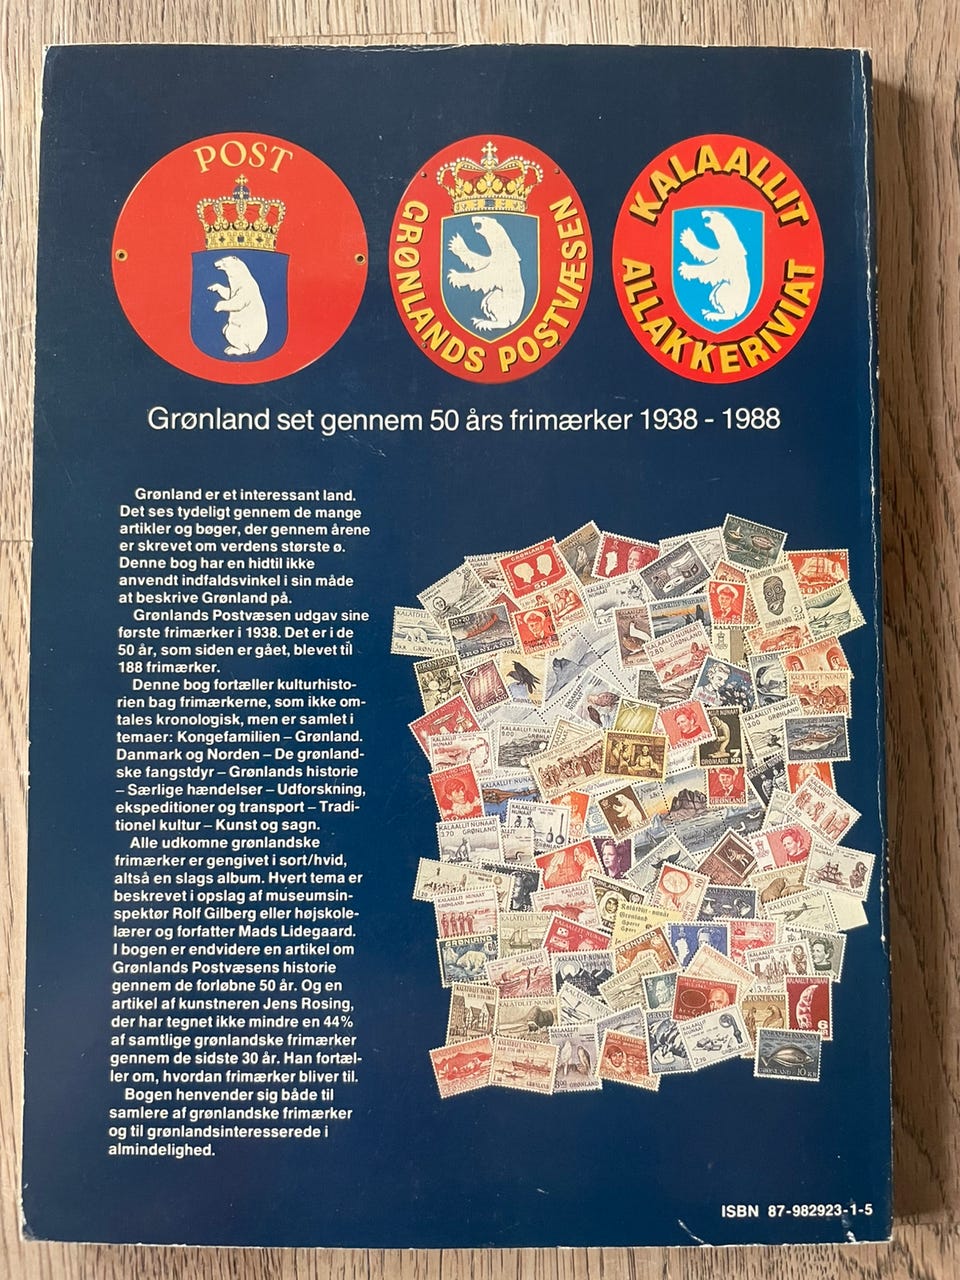 POST
GRØNLANDS POSTVÆSEN
KALAALLIT
ALLAKKERIVIAT
Grønland set gennem 50 års frimærker 1938 - 1988
Grønland er et interessant land.
Det ses tydeligt gennem de mange
artikler og bøger, der gennem årene
er skrevet om verdens største ø.
Denne bog har en hidtil ikke
anvendt indfaldsvinkel i sin måde
at beskrive Grønland på.
Grønlands Postvæsen udgav sine
første frimærker i 1938. Det er i de
50 år, som siden er gået, blevet til
188 frimærker.
Denne bog fortæller kulturhisto-
rien bag frimærkerne, som ikke om-
tales kronologisk, men er samlet i
temaer: Kongefamilien – Grønland.
Danmark og Norden – De grønland-
ske fangstdyr – Grønlands historie
– Særlige hændelser – Udforskning,
ekspeditioner og transport – Tradi-
tionel kultur – Kunst og sagn.
Alle udkomne grønlandske
frimærker er gengivet i sort/hvid,
altså en slags album. Hvert tema er
beskrevet i opslag af museumsin-
spektør Rolf Gilberg eller højskole-
lærer og forfatter Mads Lidegaard.
I bogen er endvidere en artikel om
Grønlands Postvæsens historie
gennem de forløbne 50 år. Og en
artikel af kunstneren Jens Rosing,
der har tegnet ikke mindre en 44%
af samtlige grønlandske frimærker
gennem de sidste 30 år. Han fortæl-
ler om, hvordan frimærker bliver til.
Bogen henvender sig både til
samlere af grønlandske frimærker
og til grønlandsinteresserede i
almindelighed.
ISBN 87-982923-1-5